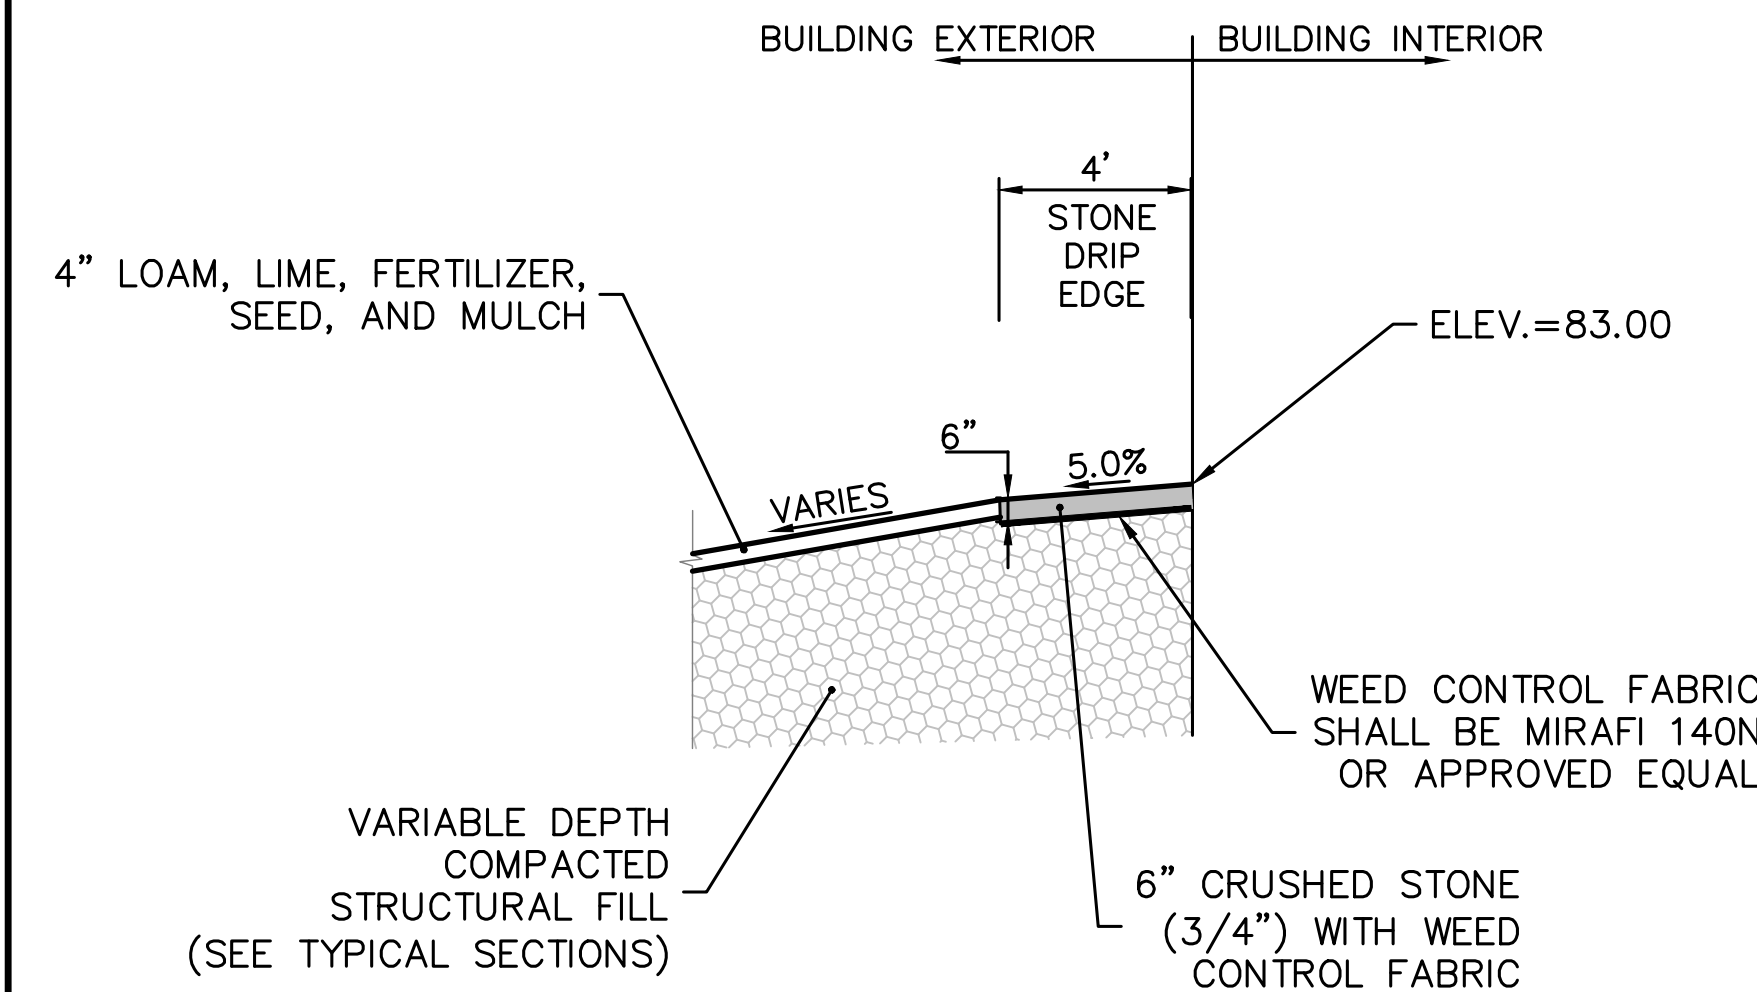 BUILDING EXTERIOR
BUILDING INTERIOR
4’
STONE
DRIP
EDGE
4” LOAM, LIME, FERTILIZER,
SEED, AND MULCH
ELEV.=83.00
6”
5.0%
VARIES
WEED CONTROL FABRIC
SHALL BE MIRAFI 140N
OR APPROVED EQUAL
VARIABLE DEPTH
COMPACTED
STRUCTURAL FILL
(SEE TYPICAL SECTIONS)
6” CRUSHED STONE
(3/4”) WITH WEED
CONTROL FABRIC